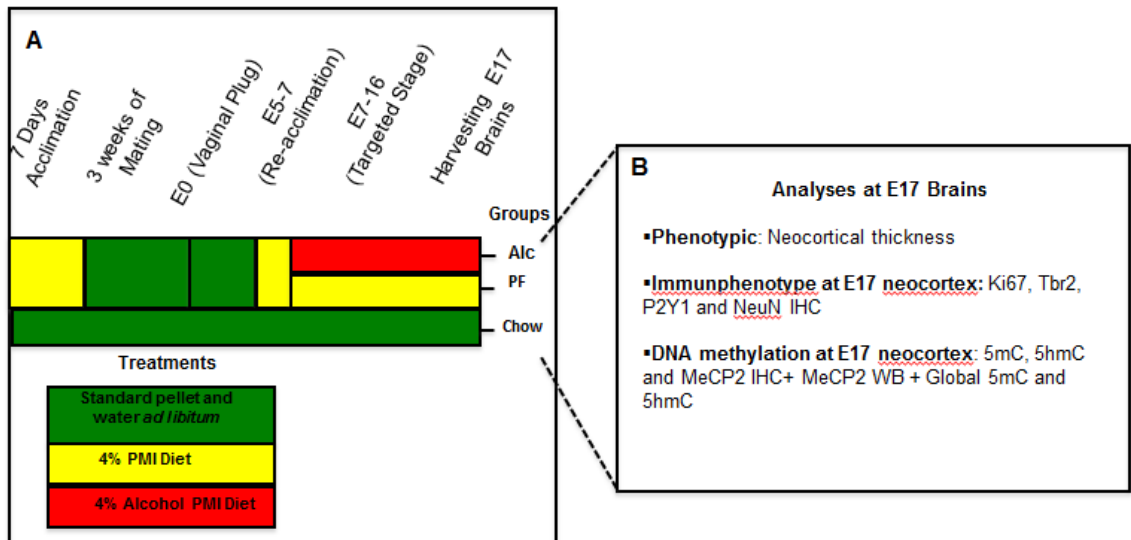 A
7 Days
Acclimation
3 weeks of
Mating
E0 (Vaginal Plug)
E5-7
(Re-acclimation)
E7-16
(Targeted Stage)
Harvesting E17
Brains
Groups
Alc
PF
Chow
Treatments
Standard pellet and
water ad libitum
4% PMI Diet
4% Alcohol PMI Diet
B
Analyses at E17 Brains
▪Phenotypic: Neocortical thickness
▪Immunphenotype at E17 neocortex: Ki67, Tbr2,
P2Y1 and NeuN IHC
▪DNA methylation at E17 neocortex: 5mC, 5hmC
and MeCP2 IHC+ MeCP2 WB + Global 5mC and
5hmC